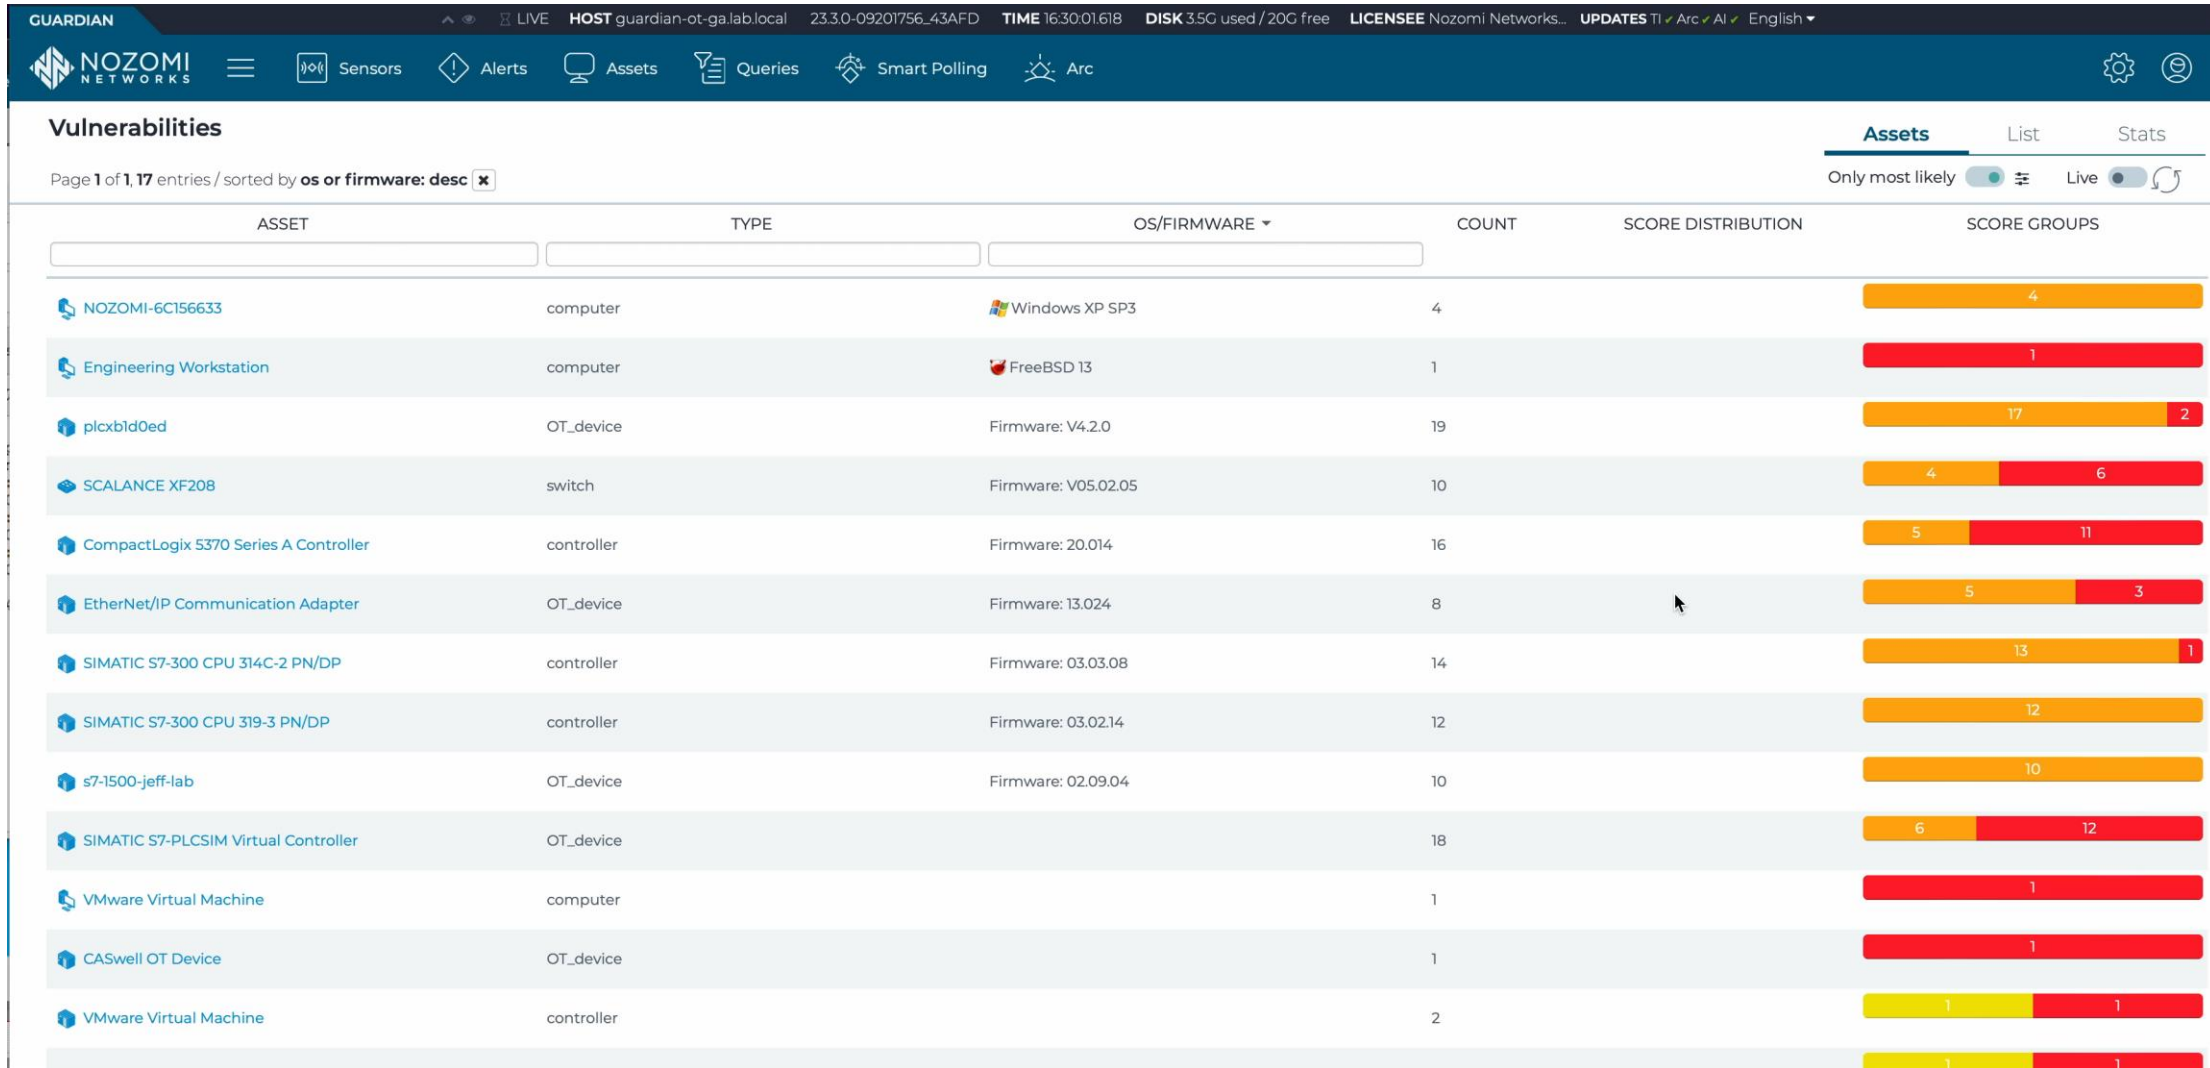 GUARDIAN LIVE HOST guardian-ot-ga.lab.local 23.3.0-09201756_43AFD TIME 16:30:01.618 DISK 3.5G used / 20G free LICENSEE Nozomi Networks... UPDATES TI ✓ Arc ✓ AI ✓ English
NOZOMI NETWORKS Sensors Alerts Assets Queries Smart Polling Arc
Vulnerabilities
Assets List Stats
Page 1 of 1, 17 entries / sorted by os or firmware: desc
Only most likely Live
ASSET TYPE OS/FIRMWARE COUNT SCORE DISTRIBUTION SCORE GROUPS
NOZOMI-6C156633 computer Windows XP SP3 4 4
Engineering Workstation computer FreeBSD 13 1 1
plcxb1d0ed OT_device Firmware: V4.2.0 19 17 2
SCALANCE XF208 switch Firmware: V05.02.05 10 4 6
CompactLogix 5370 Series A Controller controller Firmware: 20.014 16 5 11
EtherNet/IP Communication Adapter OT_device Firmware: 13.024 8 5 3
SIMATIC S7-300 CPU 314C-2 PN/DP controller Firmware: 03.03.08 14 13 1
SIMATIC S7-300 CPU 319-3 PN/DP controller Firmware: 03.02.14 12 12
s7-1500-jeff-lab OT_device Firmware: 02.09.04 10 10
SIMATIC S7-PLCSIM Virtual Controller OT_device 18 6 12
VMware Virtual Machine computer 1 1
CASwell OT Device OT_device 1 1
VMware Virtual Machine controller 2 1 1
1 1